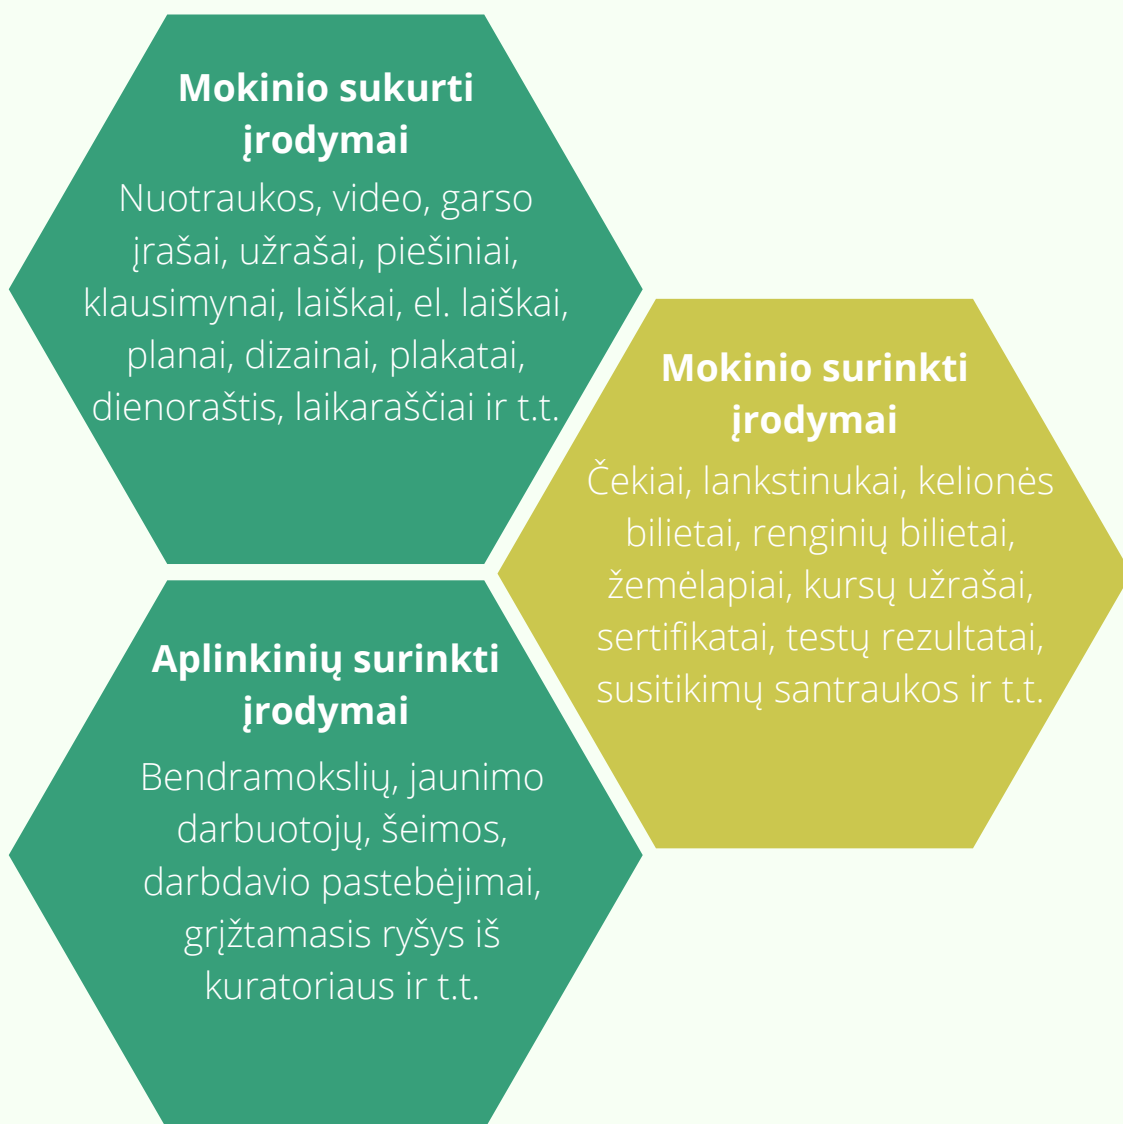 Mokinio sukurti
įrodymai
Nuotraukos, video, garso
įrašai, užrašai, piešiniai,
klausimynai, laiškai, el. laiškai,
planai, dizainai, plakatai,
dienoraštis, laikaraščiai ir t.t.
Mokinio surinkti
įrodymai
Čekiai, lankstinukai, kelionės
bilietai, renginių bilietai,
žemėlapiai, kursų užrašai,
sertifikatai, testų rezultatai,
susitikimų santraukos ir t.t.
Aplinkinių surinkti
įrodymai
Bendramokslių, jaunimo
darbuotojų, šeimos,
darbdavio pastebėjimai,
grįžtamasis ryšys iš
kuratoriaus ir t.t.